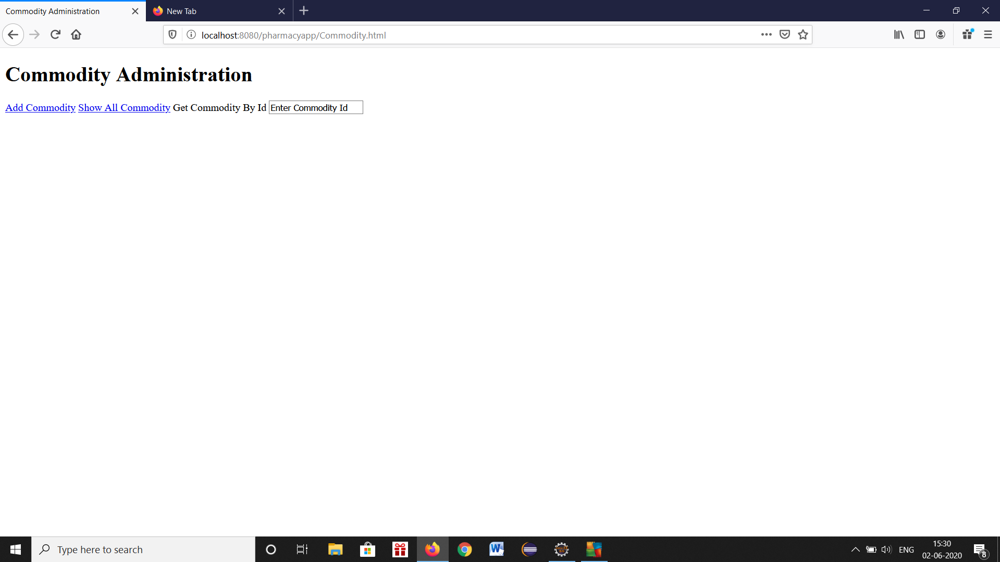 Commodity Administration
New Tab
localhost:8080/pharmacyapp/Commodity.html
Commodity Administration
Add Commodity Show All Commodity Get Commodity By Id Enter Commodity Id
Type here to search
ENG
15:30
02-06-2020
8